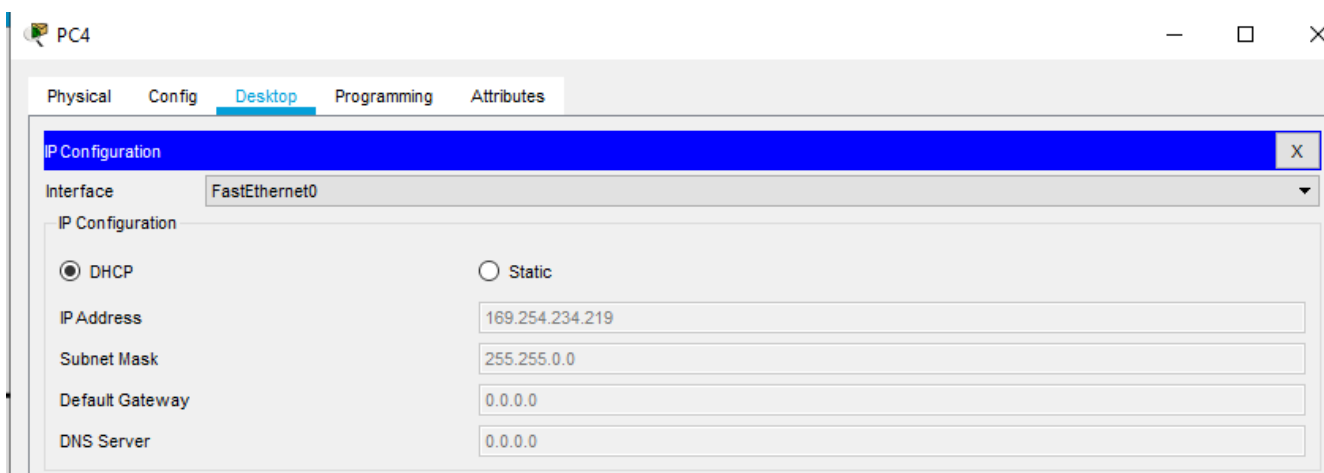 PC4
Physical Config Desktop Programming Attributes
IP Configuration X
Interface FastEthernet0
IP Configuration
DHCP Static
IP Address 169.254.234.219
Subnet Mask 255.255.0.0
Default Gateway 0.0.0.0
DNS Server 0.0.0.0